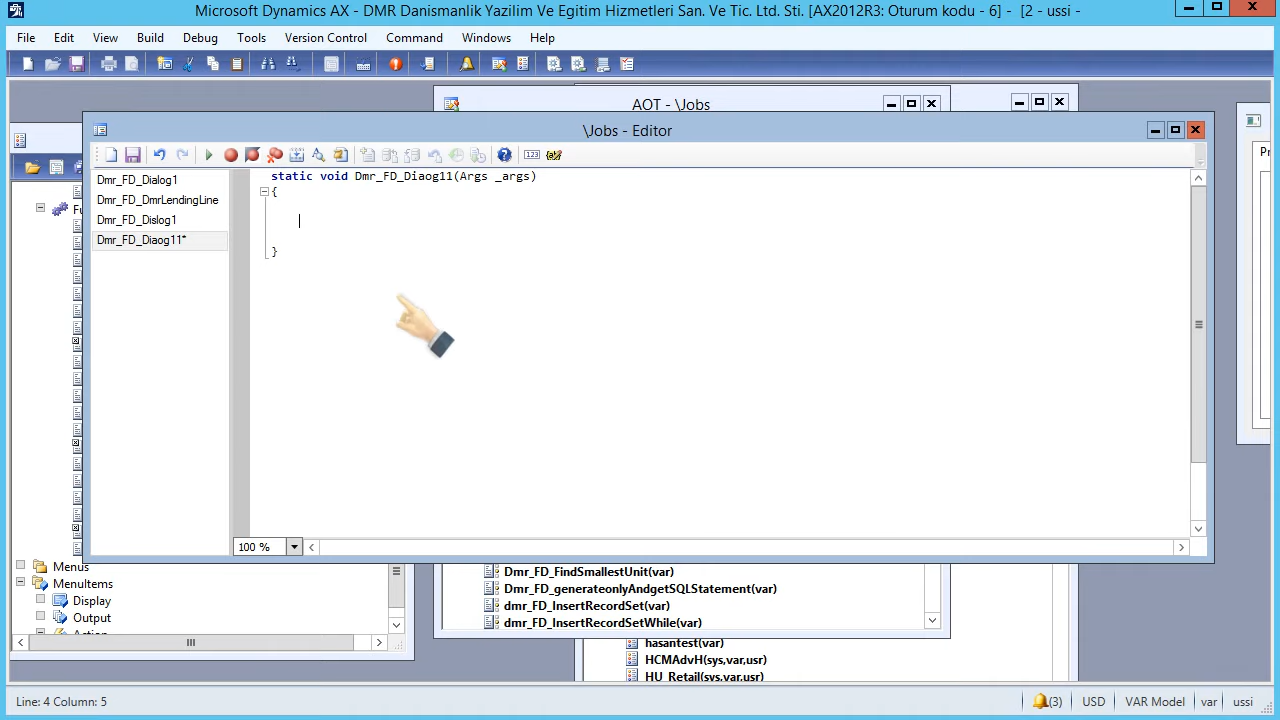 Microsoft Dynamics AX - DMR Danismanlik Yazilim Ve Egitim Hizmetleri San. Ve Tic. Ltd. Sti. [AX2012R3: Oturum kodu - 6] - [2 - ussi -
File Edit View Build Debug Tools Version Control Command Windows Help
AOT - \Jobs
\Jobs - Editor
Dmr_FD_Dialog1
Dmr_FD_DmrLendingLine
Dmr_FD_Dislog1
Dmr_FD_Diaog11*
static void Dmr_FD_Diaog11(Args _args)
{
}
100 %
Menus
MenuItems
Display
Output
Dmr_FD_FindSmallestUnit(var)
Dmr_FD_generateonlyAndgetSQLStatement(var)
dmr_FD_InsertRecordSet(var)
dmr_FD_InsertRecordSetWhile(var)
hasantest(var)
HCMAdvH(sys,var,usr)
HU_Retail(sys,var,usr)
Line: 4 Column: 5
(3) USD VAR Model var ussi